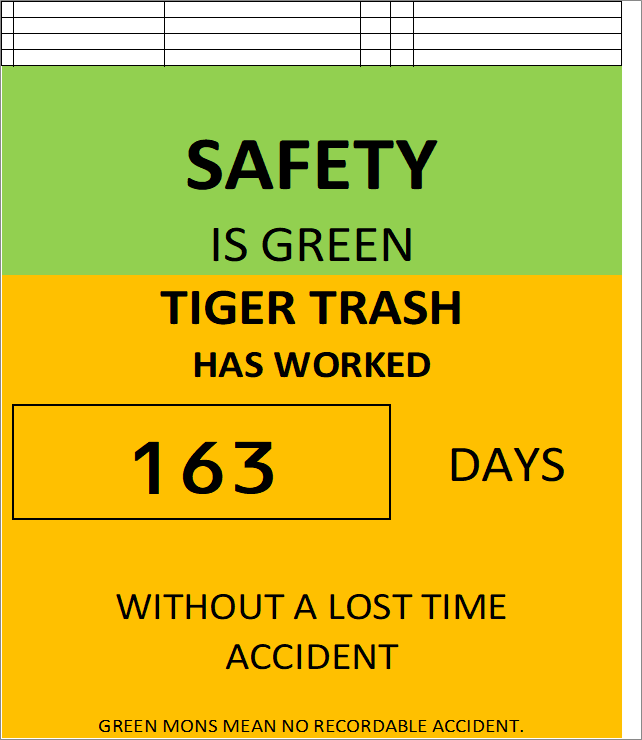 SAFETY
IS GREEN
TIGER TRASH
HAS WORKED
163 DAYS
WITHOUT A LOST TIME
ACCIDENT
GREEN MONS MEAN NO RECORDABLE ACCIDENT.